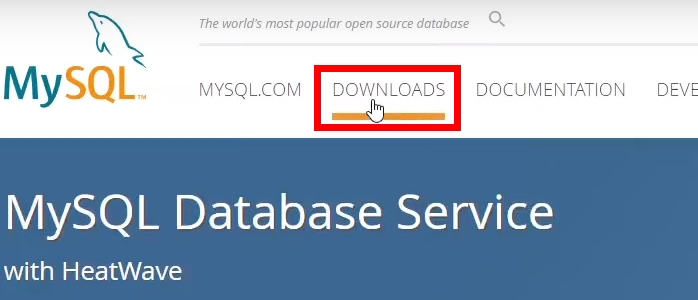 The world's most popular open source database
MySQL™
MYSQL.COM DOWNLOADS DOCUMENTATION DEVE
MySQL Database Service
with HeatWave